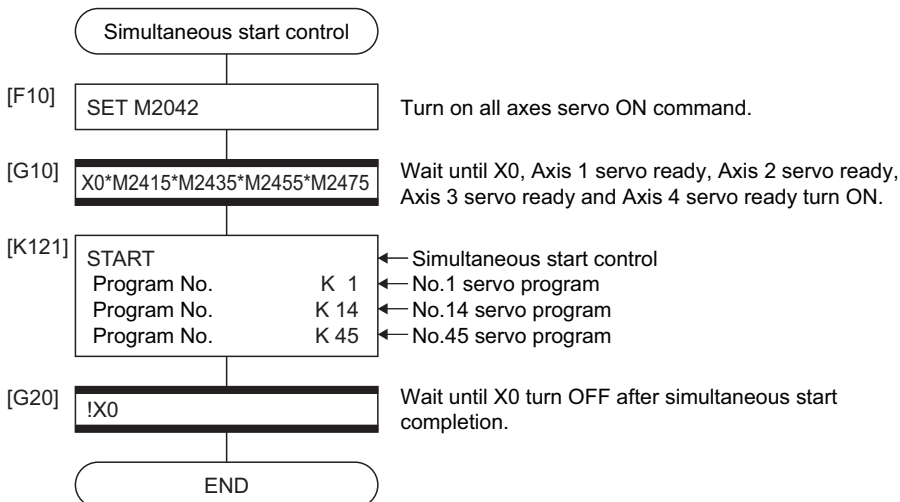 Simultaneous start control
[F10]
SET M2042
Turn on all axes servo ON command.
[G10]
X0*M2415*M2435*M2455*M2475
Wait until X0, Axis 1 servo ready, Axis 2 servo ready,
Axis 3 servo ready and Axis 4 servo ready turn ON.
[K121]
START
Simultaneous start control
Program No. K 1
No.1 servo program
Program No. K 14
No.14 servo program
Program No. K 45
No.45 servo program
[G20]
!X0
Wait until X0 turn OFF after simultaneous start
completion.
END